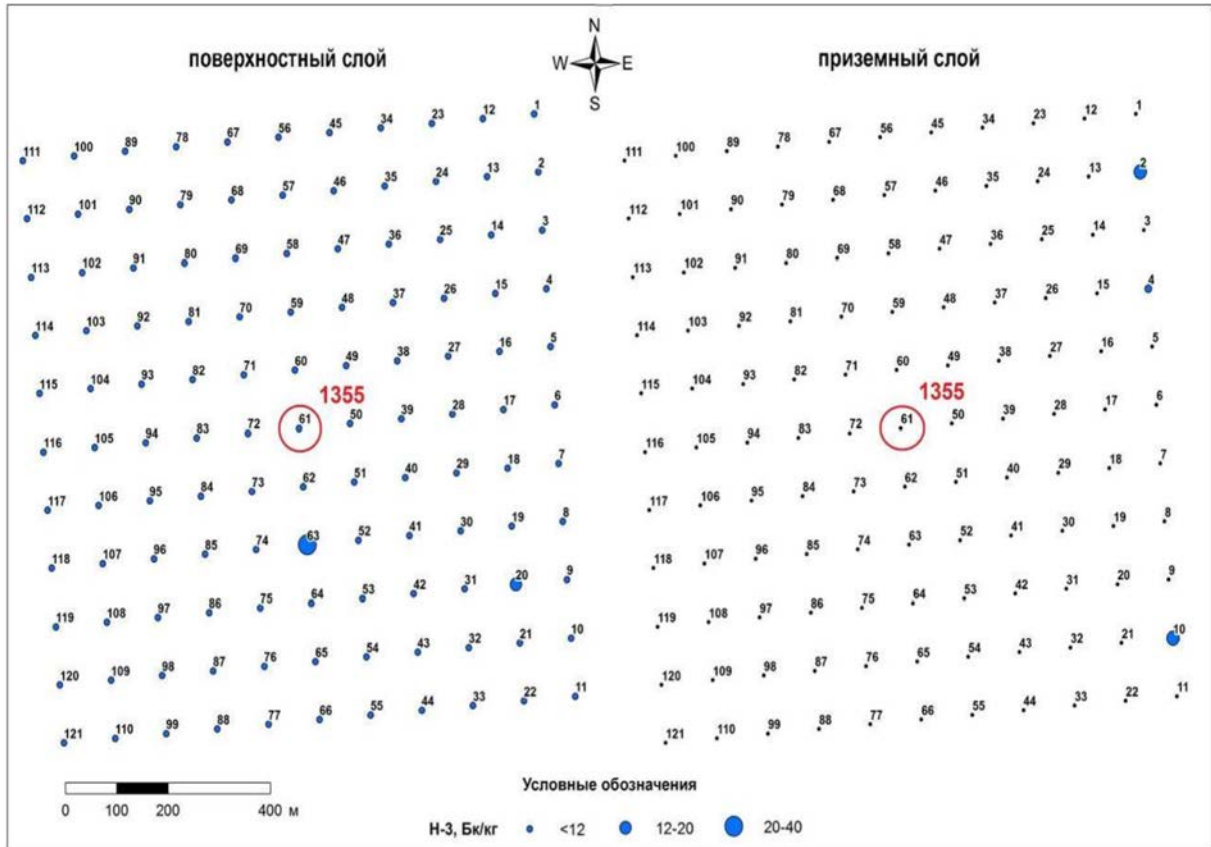 N
поверхностный слой
W E
приземный слой
S
1 12 23 34 45 56 67 78 89 100 111
2 13 24 35 46 57 68 79 90 101 112
3 14 25 36 47 58 69 80 91 102 113
4 15 26 37 48 59 70 81 92 103 114
5 16 27 38 49 60 71 82 93 104 115
1355
6 17 28 39 50 61 72 83 94 105 116
7 18 29 40 51 62 73 84 95 106 117
8 19 30 41 52 63 74 85 96 107 118
9 20 31 42 53 64 75 86 97 108 119
10 21 32 43 54 65 76 87 98 109 120
11 22 33 44 55 66 77 88 99 110 121
1 12 23 34 45 56 67 78 89 100 111
2 13 24 35 46 57 68 79 90 101 112
3 14 25 36 47 58 69 80 91 102 113
4 15 26 37 48 59 70 81 92 103 114
5 16 27 38 49 60 71 82 93 104 115
1355
6 17 28 39 50 61 72 83 94 105 116
7 18 29 40 51 62 73 84 95 106 117
8 19 30 41 52 63 74 85 96 107 118
9 20 31 42 53 64 75 86 97 108 119
10 21 32 43 54 65 76 87 98 109 120
11 22 33 44 55 66 77 88 99 110 121
0 100 200 400 м
Условные обозначения
Н-3, Бк/кг <12 12-20 20-40